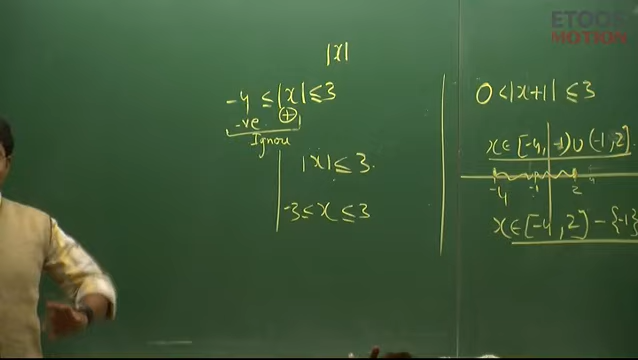 ETOOS
MOTION
|x|
-4 ≤ |x| ≤ 3
-ve +
Ignore
|x| ≤ 3.
-3 ≤ x ≤ 3
0 < |x+1| ≤ 3
x ∈ [-4, -1) ∪ (-1, 2]
-4 -1 2
x ∈ [-4, 2] - {-1}